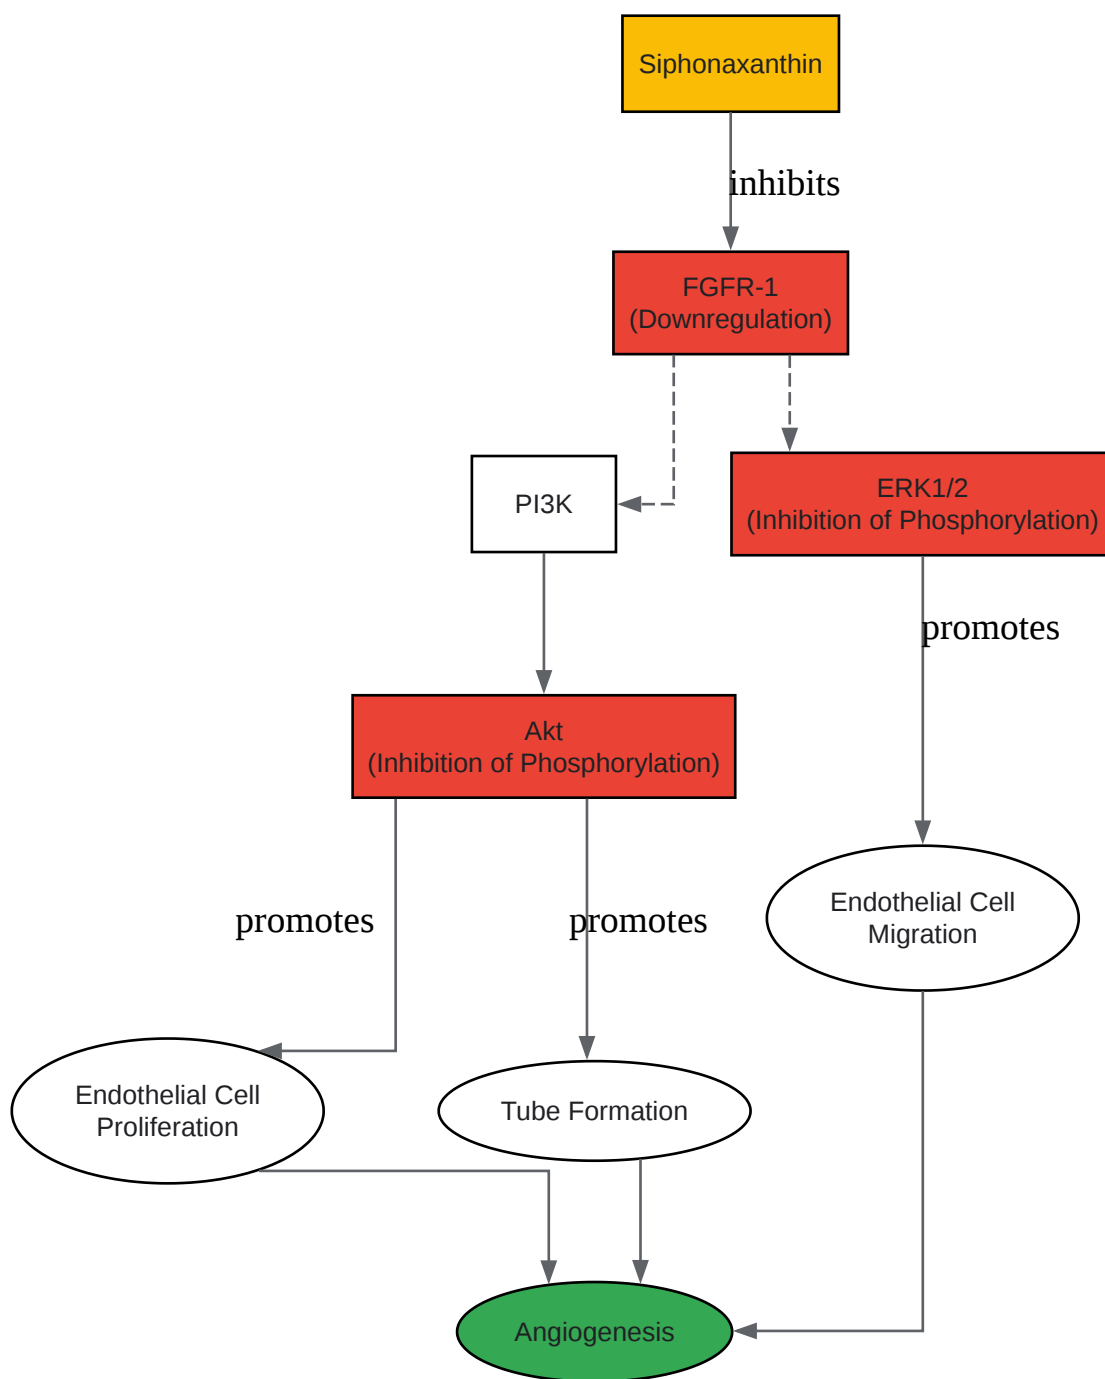 Siphonaxanthin
inhibits
FGFR-1
(Downregulation)
PI3K
ERK1/2
(Inhibition of Phosphorylation)
promotes
Akt
(Inhibition of Phosphorylation)
promotes
promotes
Endothelial Cell
Migration
Endothelial Cell
Proliferation
Tube Formation
Angiogenesis